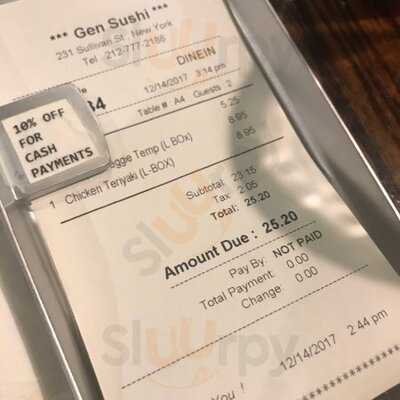 *** Gen Sushi ***
231 Sullivan St New York
Tel 212-777-2186
DINEIN
12/14/2017 3:14 pm
Table # A4 Guests 2
10% OFF
FOR
CASH
PAYMENTS
5.25
Temp (L BOx) 8.95
1 Chicken Teriyaki (L-BOX) 8.95
Subtotal: 23.15
Tax: 2.05
Total: 25.20
Amount Due : 25.20
Pay By: NOT PAID
Total Payment: 0.00
Change: 0.00
12/14/2017 2:44 pm
You !
Sluurpy
Sluurpy